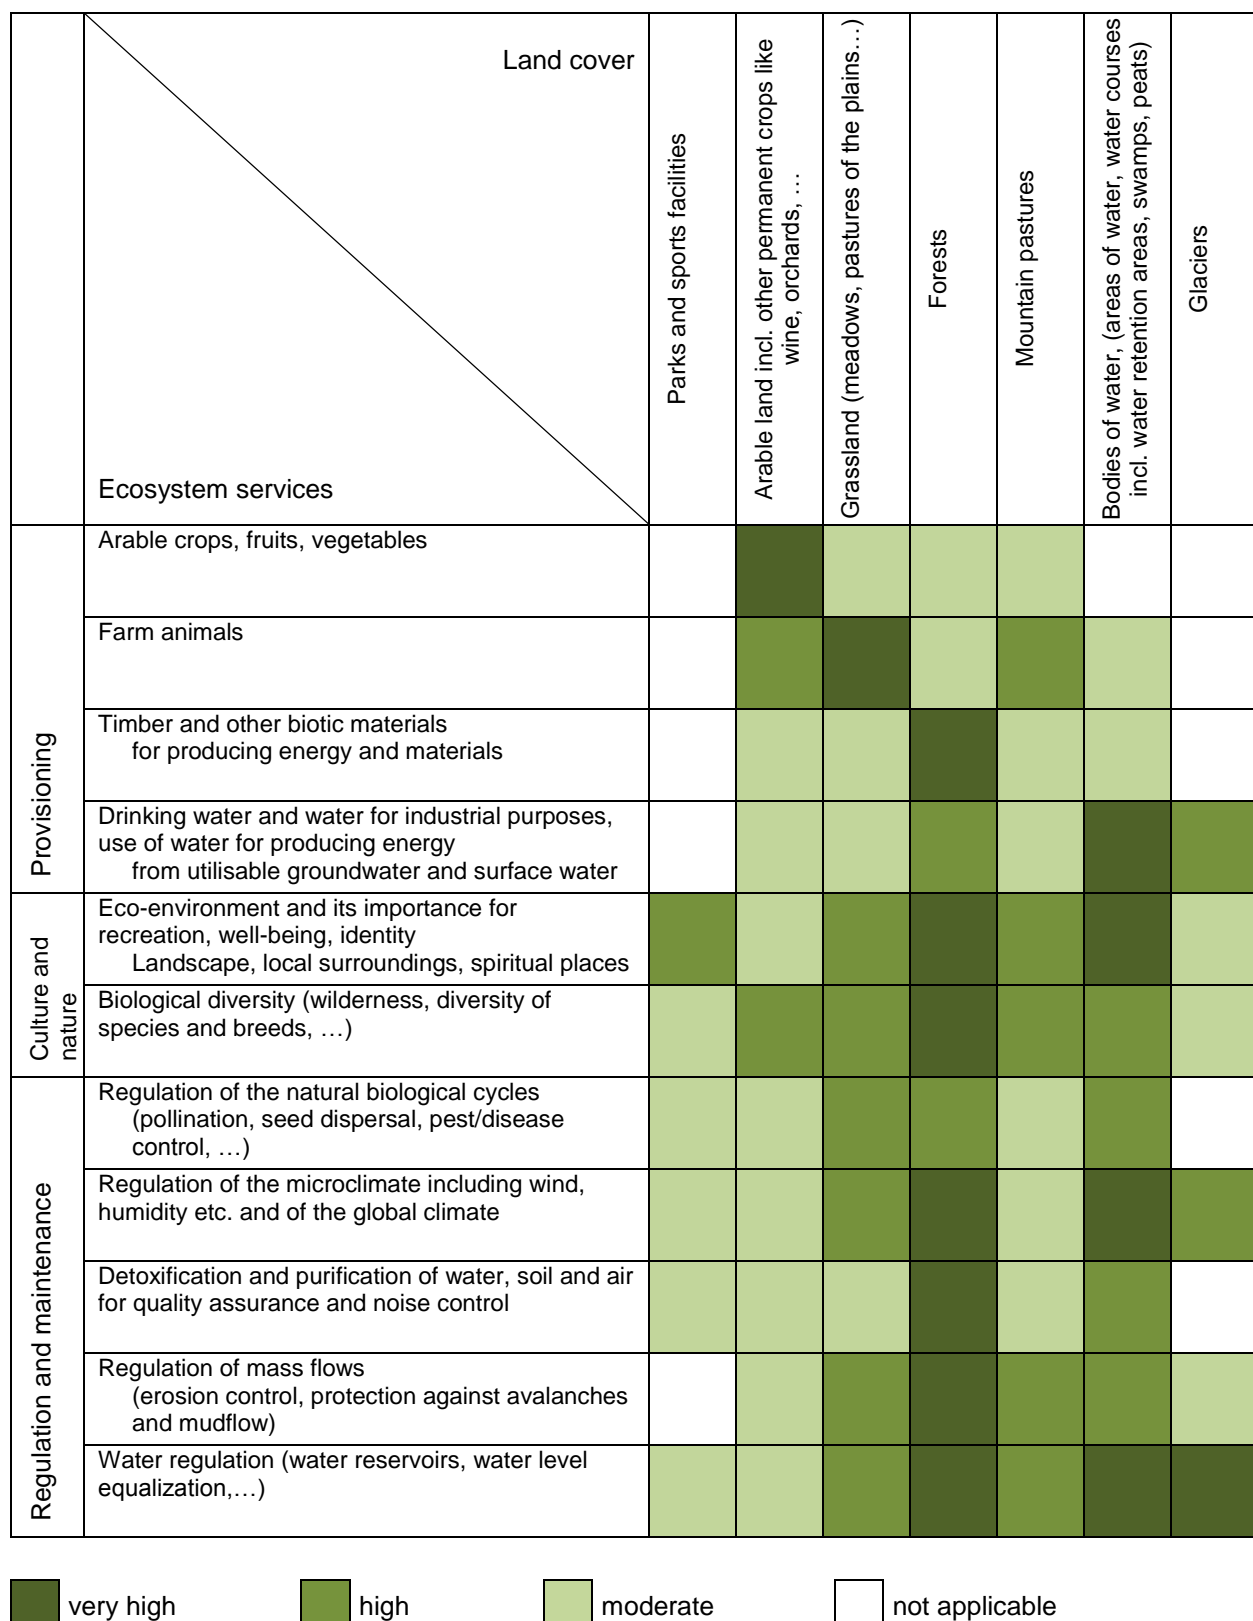 Land cover
Ecosystem services
Parks and sports facilities
Arable land incl. other permanent crops like
wine, orchards, …
Grassland (meadows, pastures of the plains…)
Forests
Mountain pastures
Bodies of water, (areas of water, water courses
incl. water retention areas, swamps, peats)
Glaciers
Provisioning
Arable crops, fruits, vegetables
Farm animals
Timber and other biotic materials
for producing energy and materials
Drinking water and water for industrial purposes,
use of water for producing energy
from utilisable groundwater and surface water
Culture and
nature
Eco-environment and its importance for
recreation, well-being, identity
Landscape, local surroundings, spiritual places
Biological diversity (wilderness, diversity of
species and breeds, …)
Regulation and maintenance
Regulation of the natural biological cycles
(pollination, seed dispersal, pest/disease
control, …)
Regulation of the microclimate including wind,
humidity etc. and of the global climate
Detoxification and purification of water, soil and air
for quality assurance and noise control
Regulation of mass flows
(erosion control, protection against avalanches
and mudflow)
Water regulation (water reservoirs, water level
equalization,…)
very high
high
moderate
not applicable